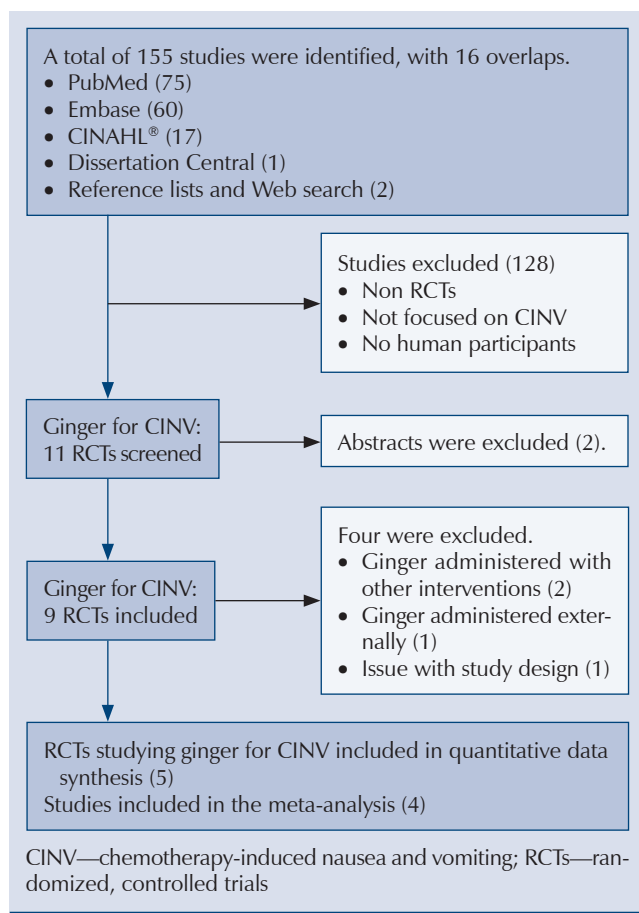 A total of 155 studies were identified, with 16 overlaps.
• PubMed (75)
• Embase (60)
• CINAHL® (17)
• Dissertation Central (1)
• Reference lists and Web search (2)
Studies excluded (128)
• Non RCTs
• Not focused on CINV
• No human participants
Ginger for CINV:
11 RCTs screened
Abstracts were excluded (2).
Four were excluded.
• Ginger administered with
other interventions (2)
• Ginger administered exter-
nally (1)
• Issue with study design (1)
Ginger for CINV:
9 RCTs included
RCTs studying ginger for CINV included in quantitative data
synthesis (5)
Studies included in the meta-analysis (4)
CINV—chemotherapy-induced nausea and vomiting; RCTs—ran-
domized, controlled trials